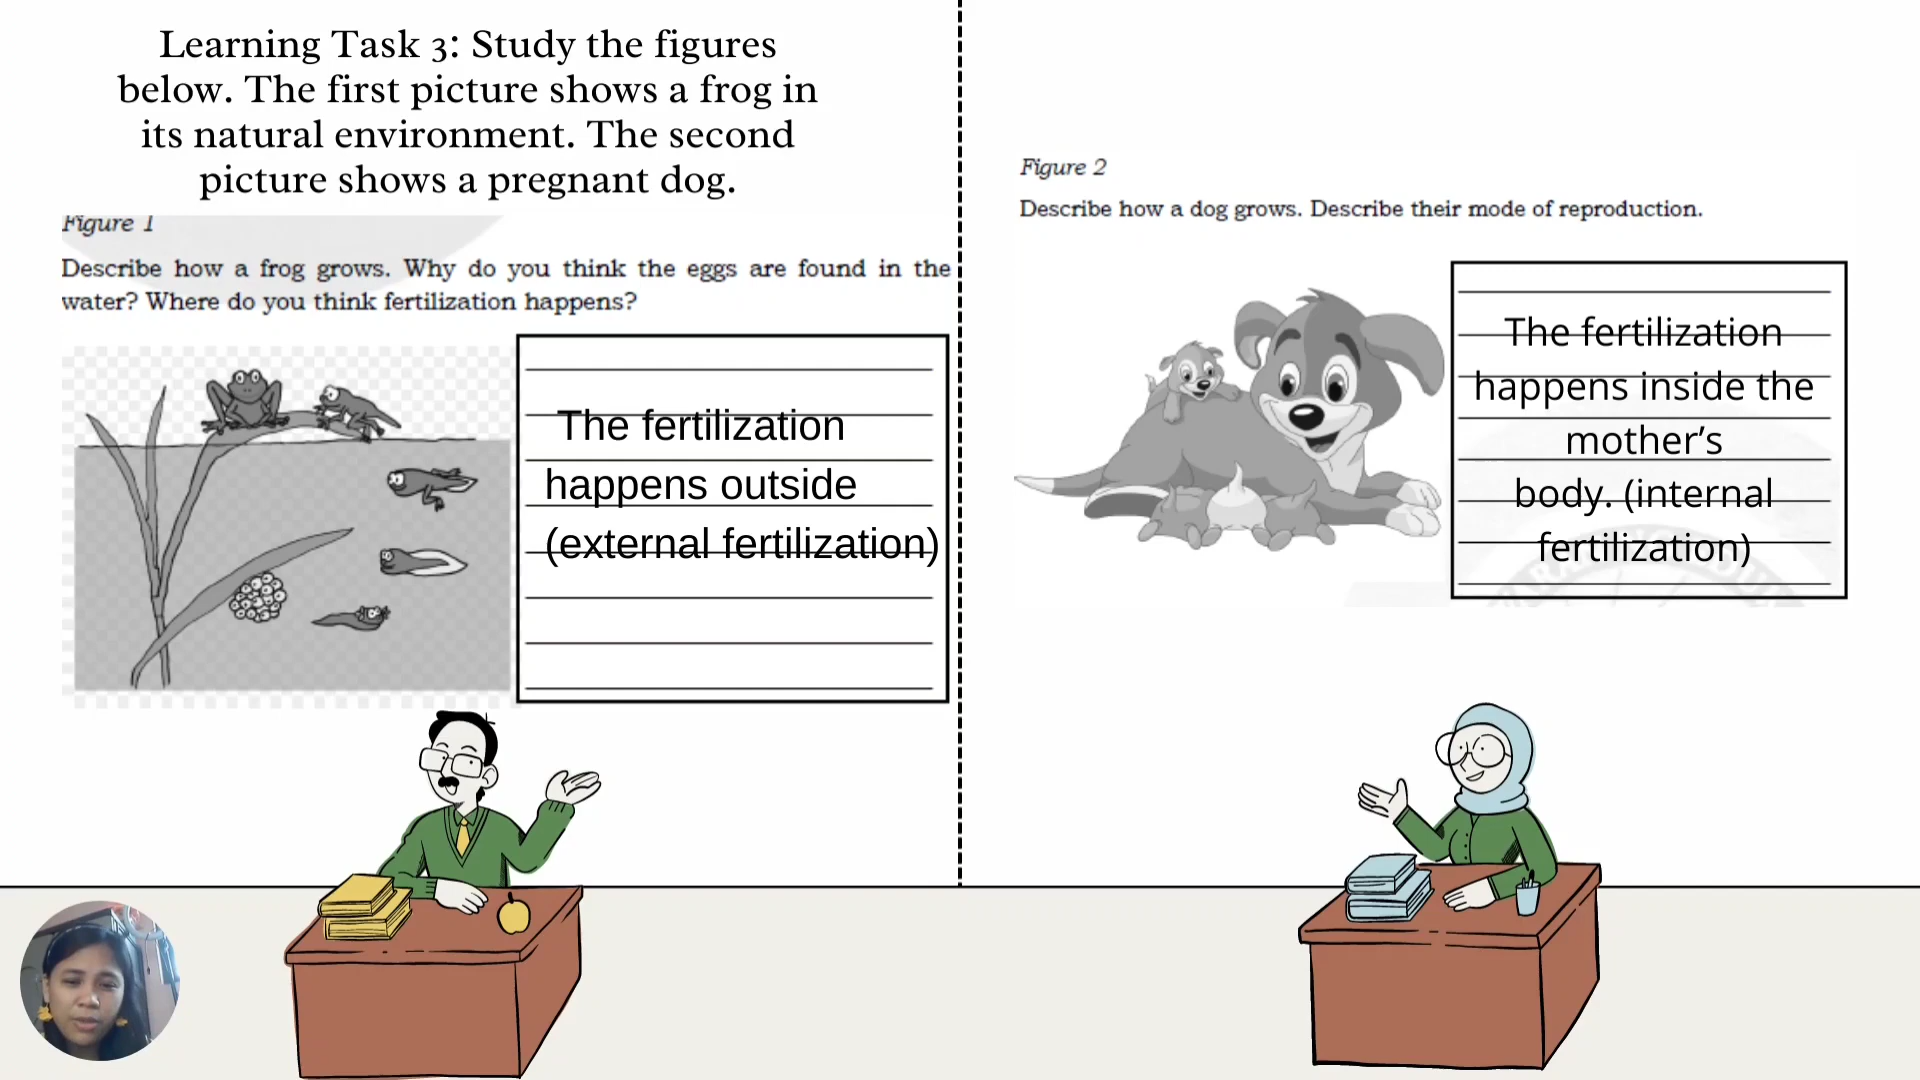 Learning Task 3: Study the figures
below. The first picture shows a frog in
its natural environment. The second
picture shows a pregnant dog.
Figure 1
Describe how a frog grows. Why do you think the eggs are found in the
water? Where do you think fertilization happens?
The fertilization
happens outside
(external fertilization)
Figure 2
Describe how a dog grows. Describe their mode of reproduction.
The fertilization
happens inside the
mother’s
body. (internal
fertilization)